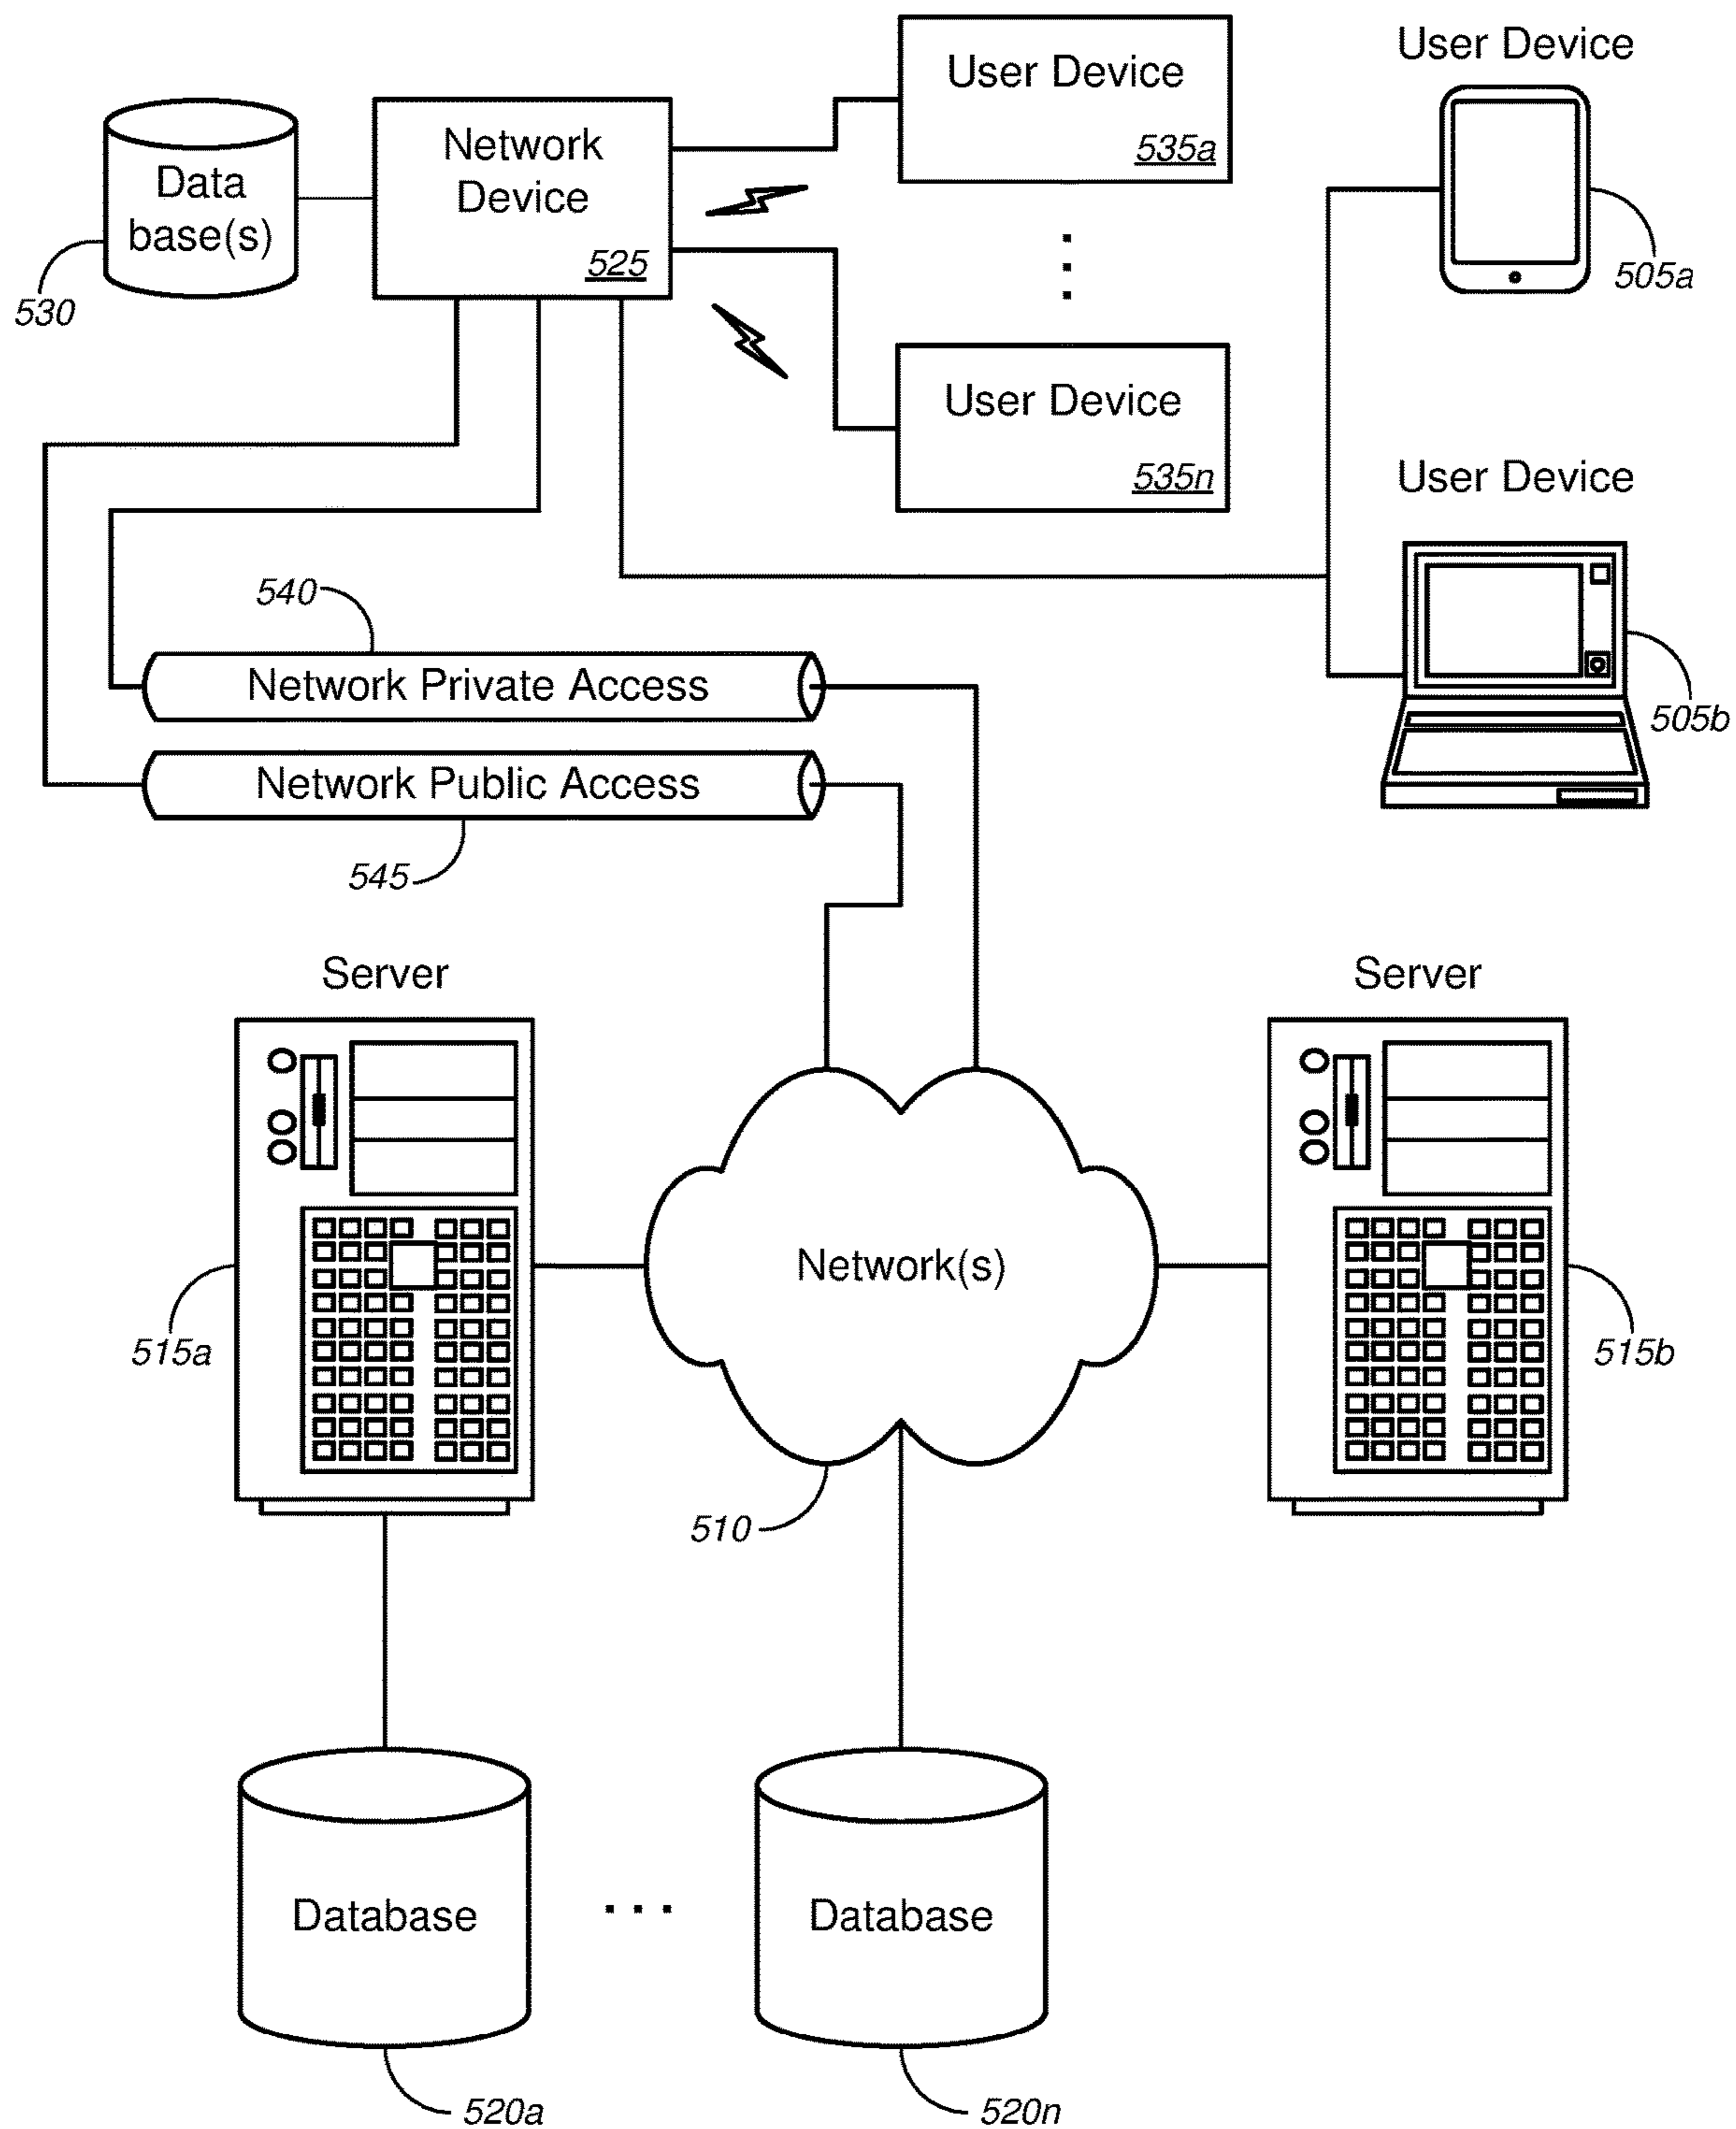 User Device
535a
User Device
505a
Network
Device
525
Data
base(s)
530
User Device
535n
User Device
505b
540
Network Private Access
Network Public Access
545
Server
515a
Server
515b
Network(s)
510
Database
520a
. . .
Database
520n